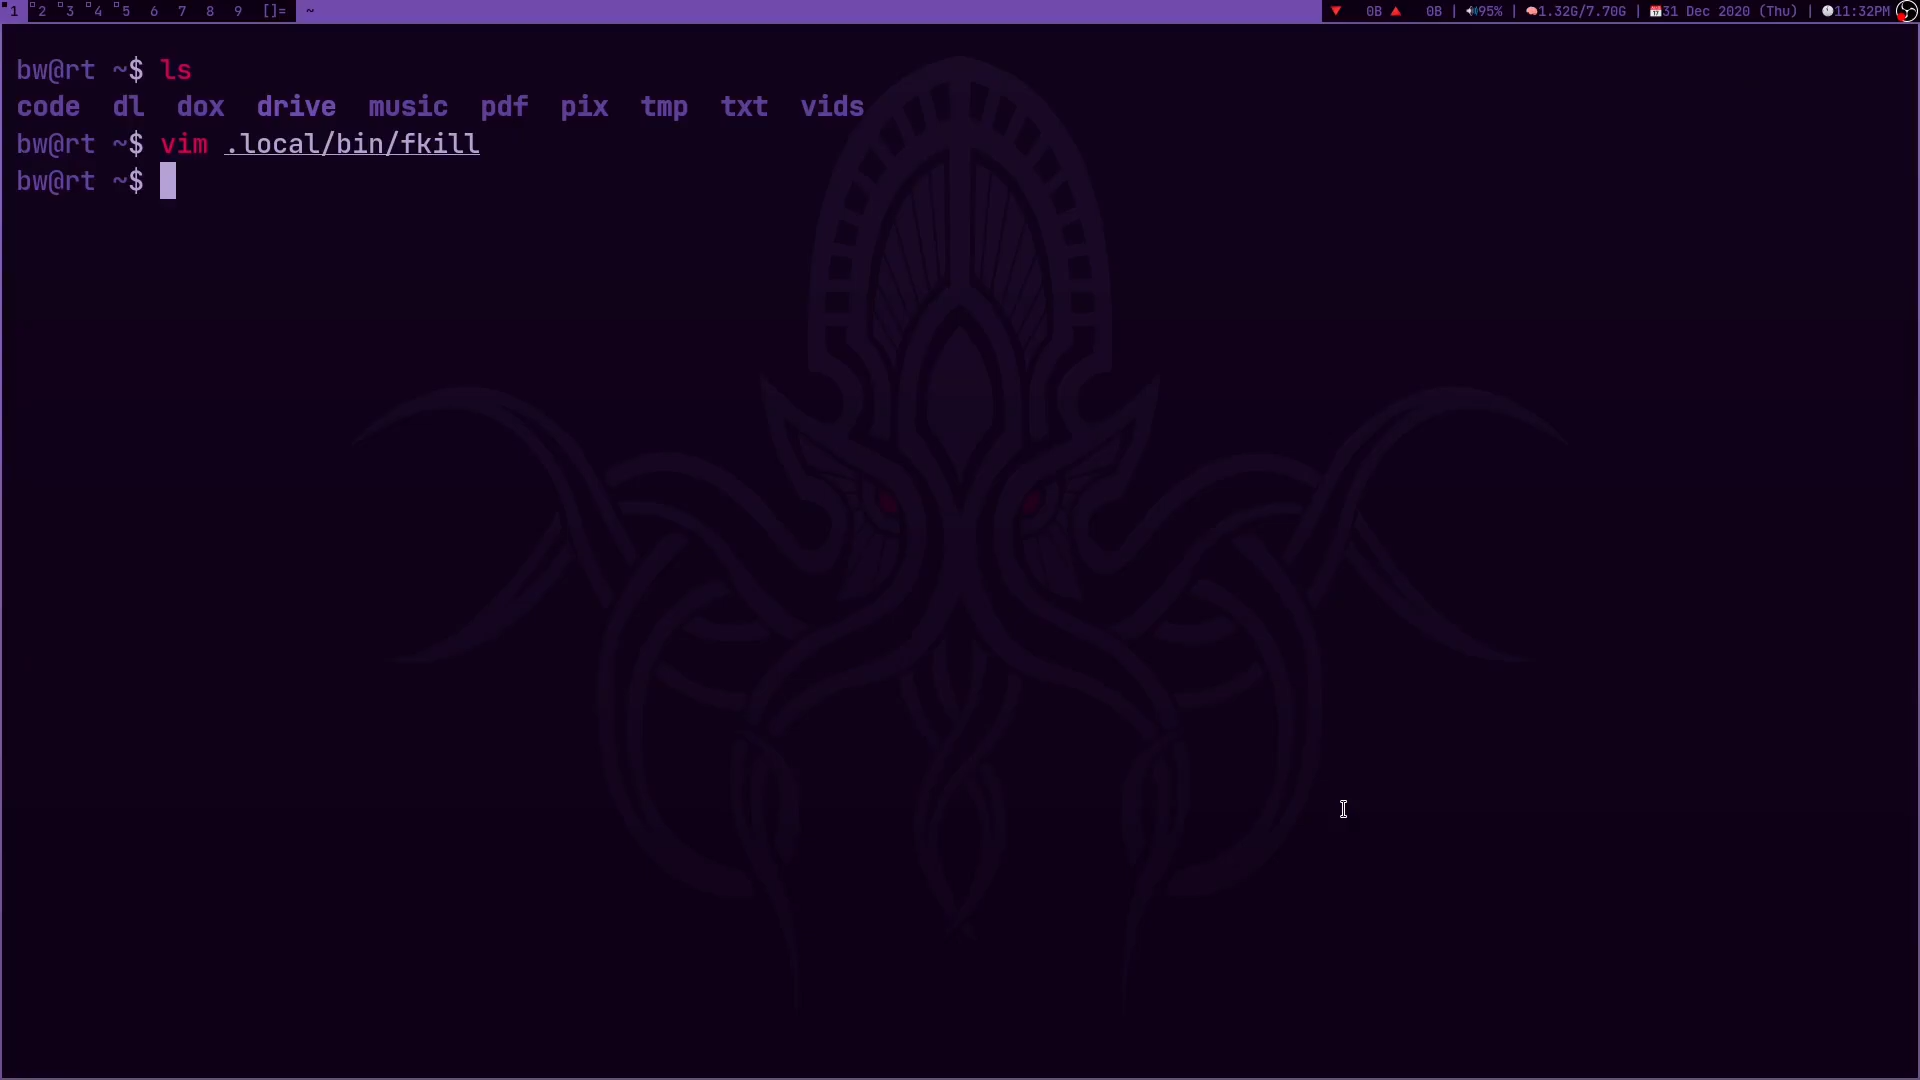 1 2 3 4 5 6 7 8 9 []= ~ 0B 0B | 95% | 1.32G/7.70G | 31 Dec 2020 (Thu) | 11:32PM
bw@rt ~$ ls
code dl dox drive music pdf pix tmp txt vids
bw@rt ~$ vim .local/bin/fkill
bw@rt ~$